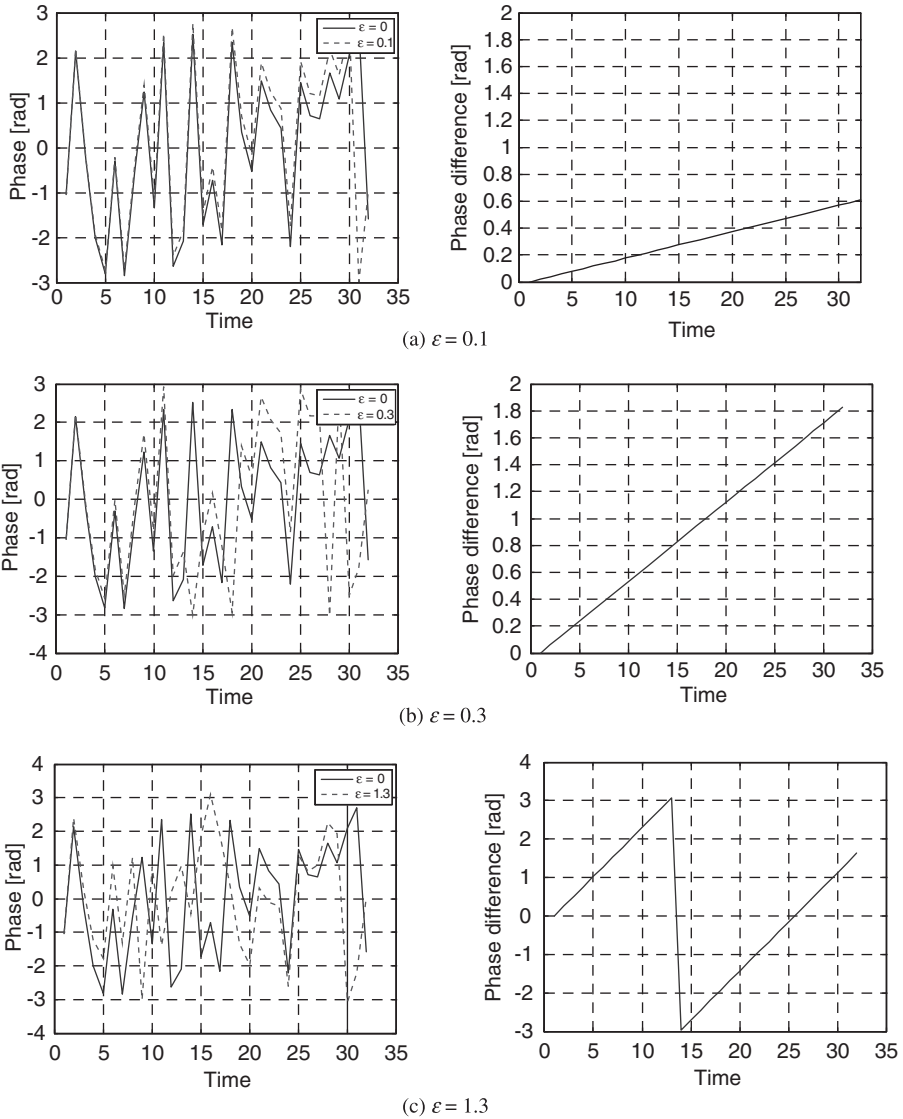 3
2
1
0
-1
-2
-3
Phase [rad]
ε = 0
ε = 0.1
0 5 10 15 20 25 30 35
Time
2
1.8
1.6
1.4
1.2
1
0.8
0.6
0.4
0.2
0
Phase difference [rad]
0 5 10 15 20 25 30
Time
(a) ε = 0.1
3
2
1
0
-1
-2
-3
-4
Phase [rad]
ε = 0
ε = 0.3
0 5 10 15 20 25 30 35
Time
2
1.8
1.6
1.4
1.2
1
0.8
0.6
0.4
0.2
0
Phase difference [rad]
0 5 10 15 20 25 30 35
Time
(b) ε = 0.3
4
3
2
1
0
-1
-2
-3
-4
Phase [rad]
ε = 0
ε = 1.3
0 5 10 15 20 25 30 35
Time
4
3
2
1
0
-1
-2
-3
Phase difference [rad]
0 5 10 15 20 25 30 35
Time
(c) ε = 1.3